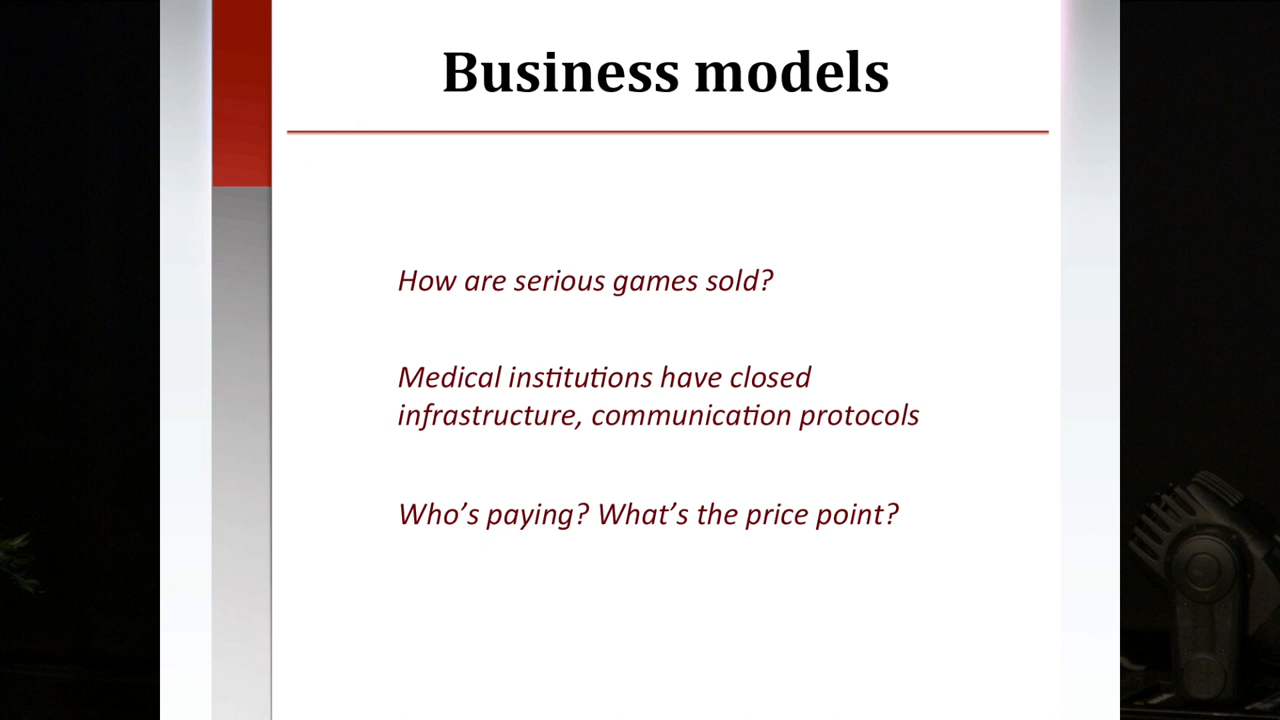 Business models
How are serious games sold?
Medical institutions have closed
infrastructure, communication protocols
Who’s paying? What’s the price point?